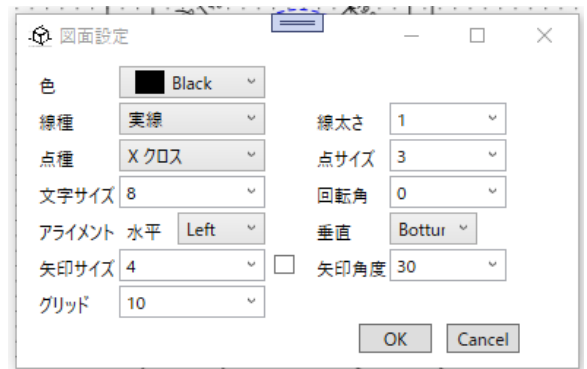 図面設定
色 Black
線種 実線 線太さ 1
点種 X クロス 点サイズ 3
文字サイズ 8 回転角 0
アライメント 水平 Left 垂直 Bottur
矢印サイズ 4 矢印角度 30
グリッド 10
OK Cancel